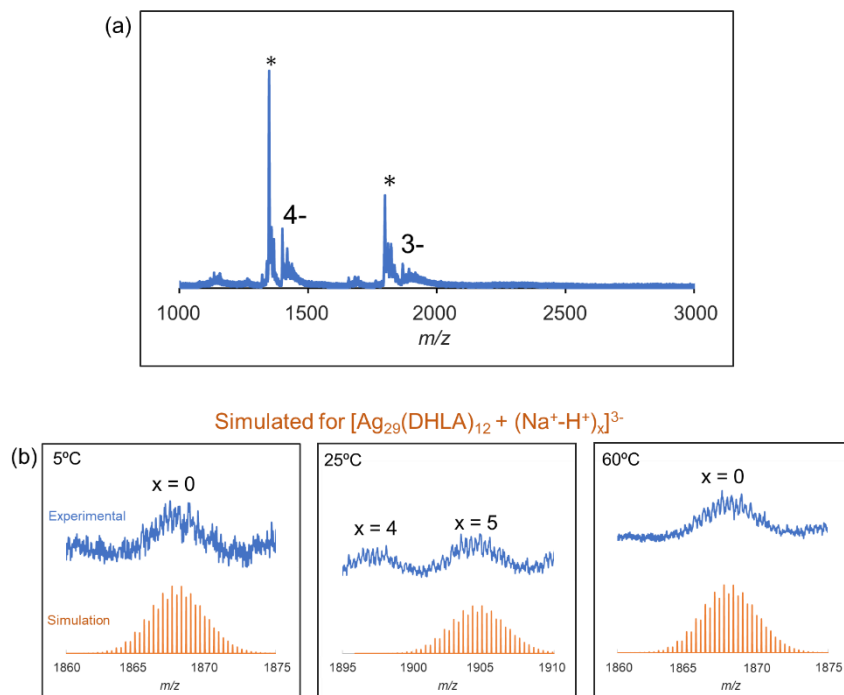 (a)
*
*
4-
3-
1000 1500 2000 2500 3000
m/z
Simulated for [Ag₂₉(DHLA)₁₂ + (Na⁺-H⁺)ₓ]³⁻
(b)
5ºC 25ºC 60ºC
x = 0 x = 4 x = 5 x = 0
Experimental
Simulation
1860 1865 1870 1875 1895 1900 1905 1910 1860 1865 1870 1875
m/z m/z m/z